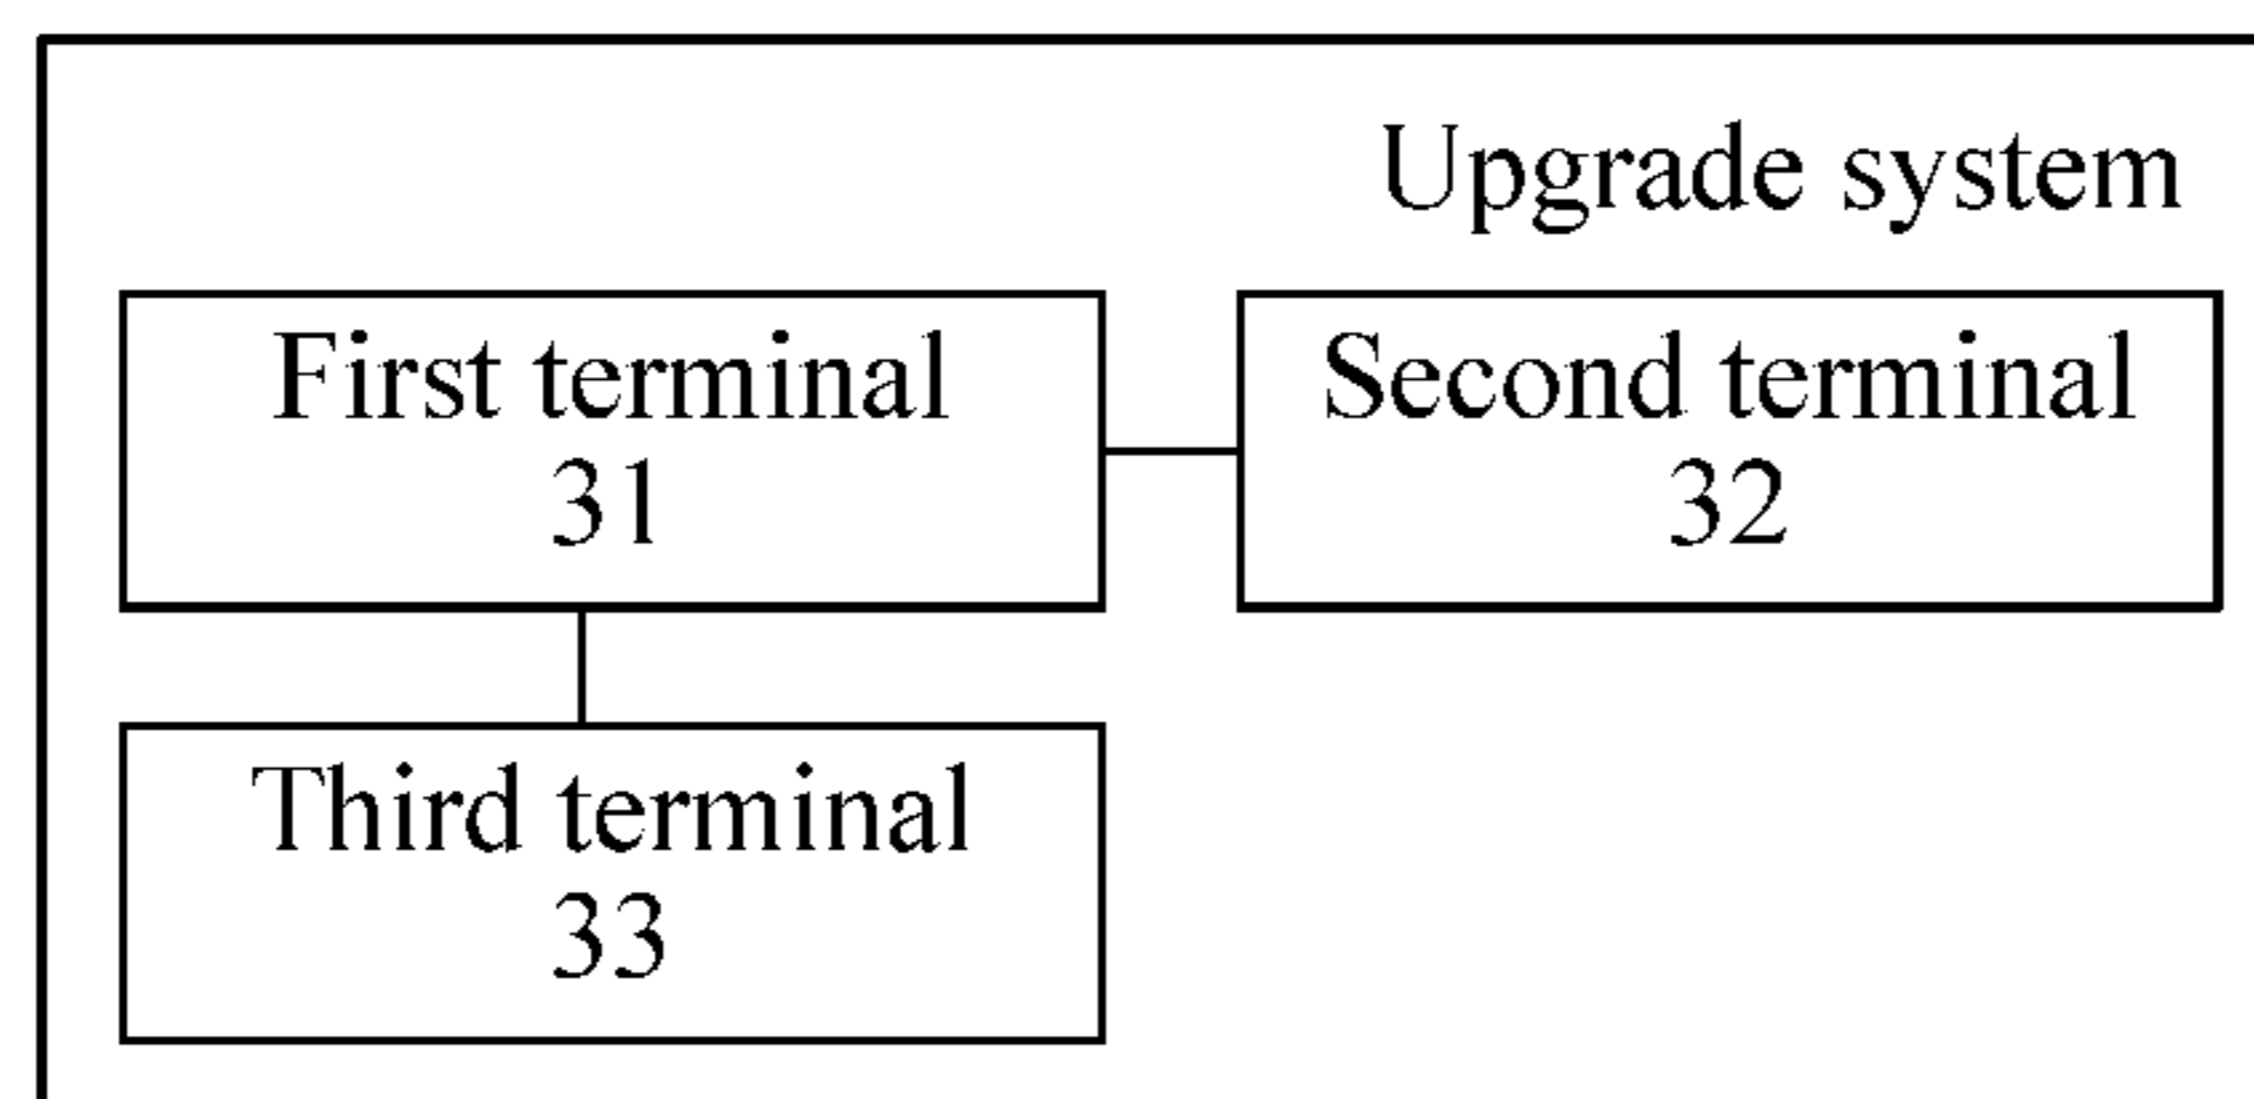 Upgrade system
First terminal
31
Second terminal
32
Third terminal
33